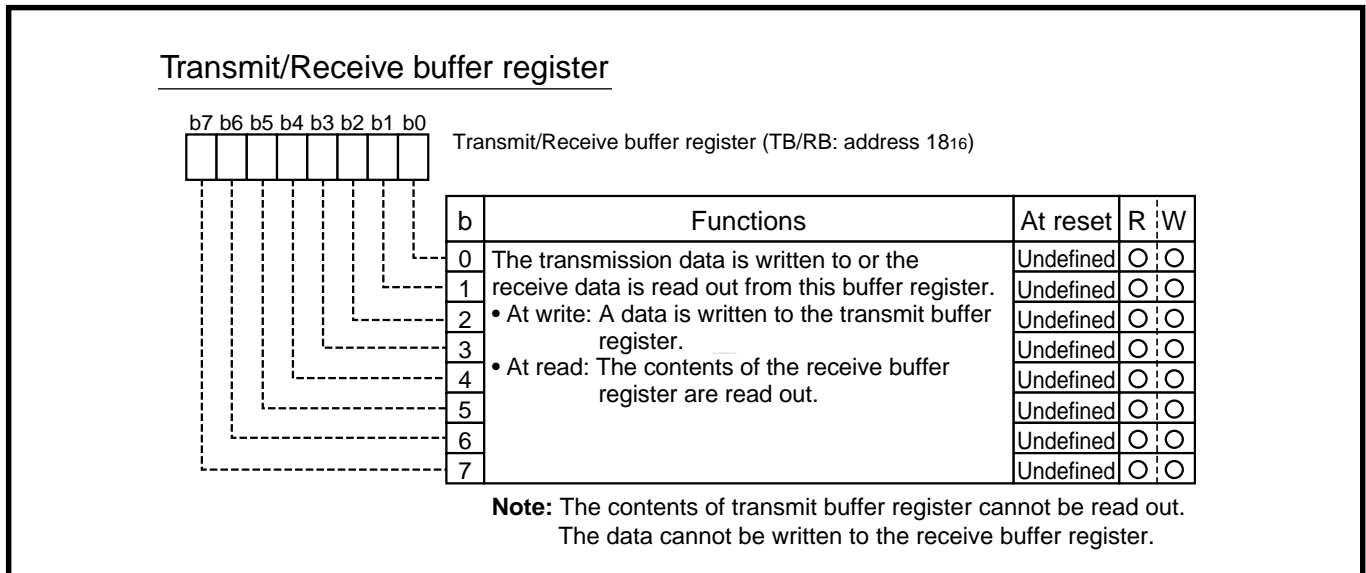 Transmit/Receive buffer register
b7 b6 b5 b4 b3 b2 b1 b0
Transmit/Receive buffer register (TB/RB: address 1816)
b Functions At reset R W
0 The transmission data is written to or the Undefined O O
1 receive data is read out from this buffer register. Undefined O O
2 • At write: A data is written to the transmit buffer Undefined O O
3 register. Undefined O O
4 • At read: The contents of the receive buffer Undefined O O
5 register are read out. Undefined O O
6 Undefined O O
7 Undefined O O
Note: The contents of transmit buffer register cannot be read out.
The data cannot be written to the receive buffer register.